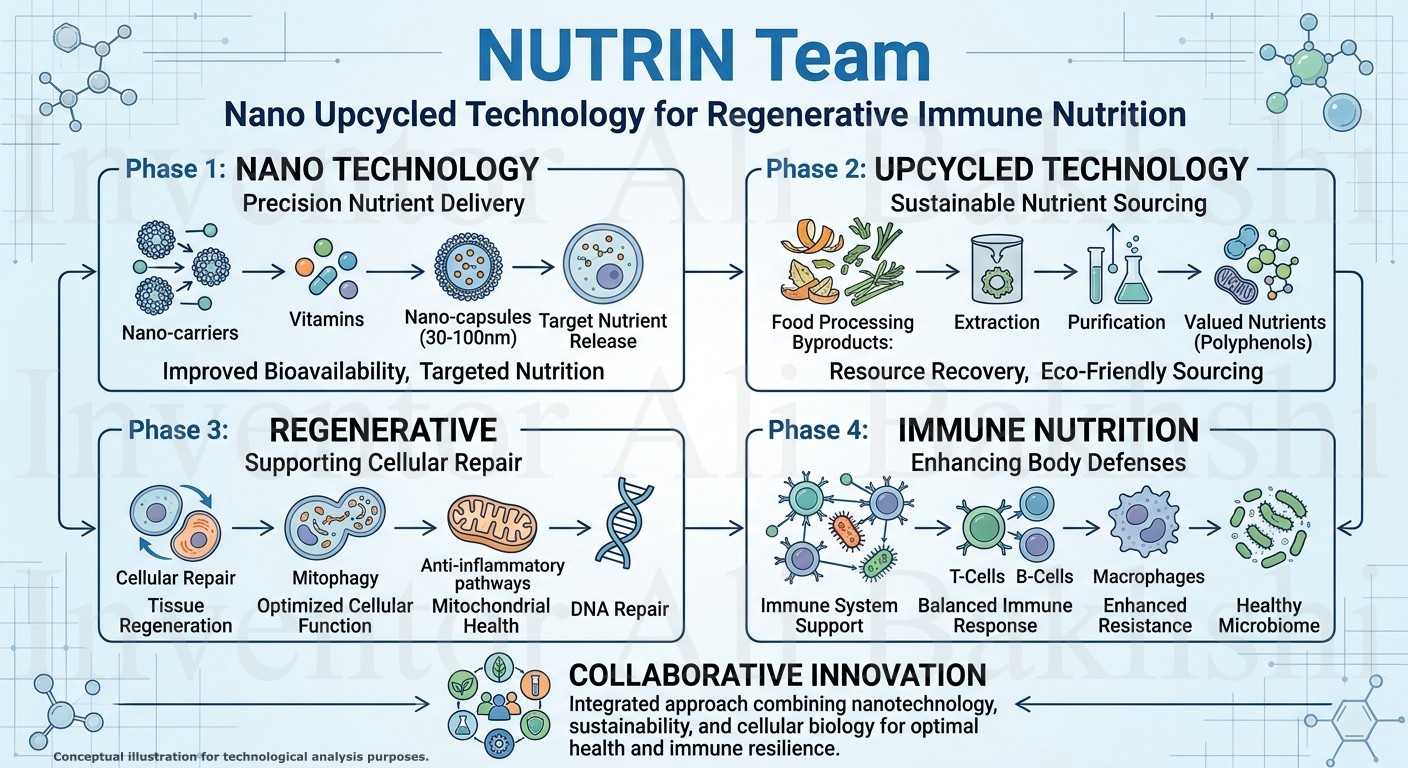 NUTRIN Team
Nano Upcycled Technology for Regenerative Immune Nutrition
Phase 1: NANO TECHNOLOGY
Precision Nutrient Delivery
Nano-carriers
Vitamins
Nano-capsules
(30-100nm)
Target Nutrient
Release
Improved Bioavailability, Targeted Nutrition
Phase 2: UPCYCLED TECHNOLOGY
Sustainable Nutrient Sourcing
Food Processing
Byproducts:
Extraction
Purification
Valued Nutrients
(Polyphenols)
Resource Recovery, Eco-Friendly Sourcing
Phase 3: REGENERATIVE
Supporting Cellular Repair
Cellular Repair
Tissue
Regeneration
Mitophagy
Optimized Cellular
Function
Anti-inflammatory
pathways
Mitochondrial
Health
DNA Repair
Phase 4: IMMUNE NUTRITION
Enhancing Body Defenses
Immune System
Support
T-Cells B-Cells
Balanced Immune
Response
Macrophages
Enhanced
Resistance
Healthy
Microbiome
COLLABORATIVE INNOVATION
Integrated approach combining nanotechnology,
sustainability, and cellular biology for optimal
health and immune resilience.
Conceptual illustration for technological analysis purposes.
Inventor Ali Bakhshi
Inventor Ali Bakhshi
Inventor Ali Bakhshi